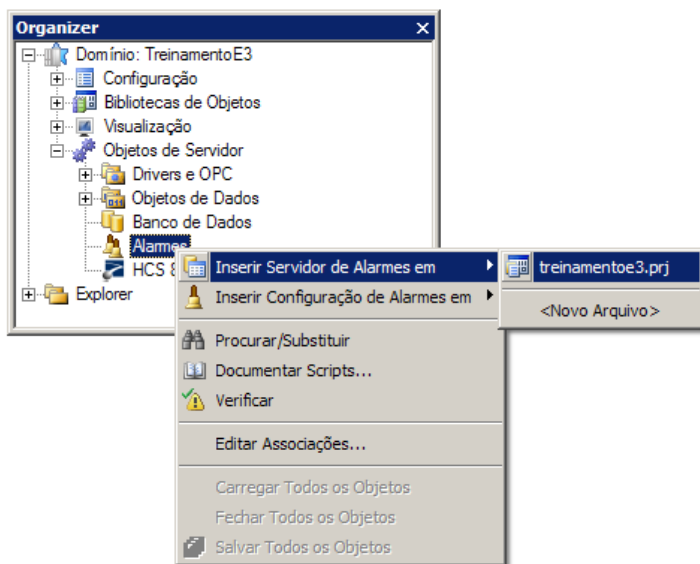 Organizer
Domínio: TreinamentoE3
Configuração
Bibliotecas de Objetos
Visualização
Objetos de Servidor
Drivers e OPC
Objetos de Dados
Banco de Dados
Alarmes
HCS
Explorer
Inserir Servidor de Alarmes em
Inserir Configuração de Alarmes em
Procurar/Substituir
Documentar Scripts...
Verificar
Editar Associações...
Carregar Todos os Objetos
Fechar Todos os Objetos
Salvar Todos os Objetos
treinamentoe3.prj
<Novo Arquivo>